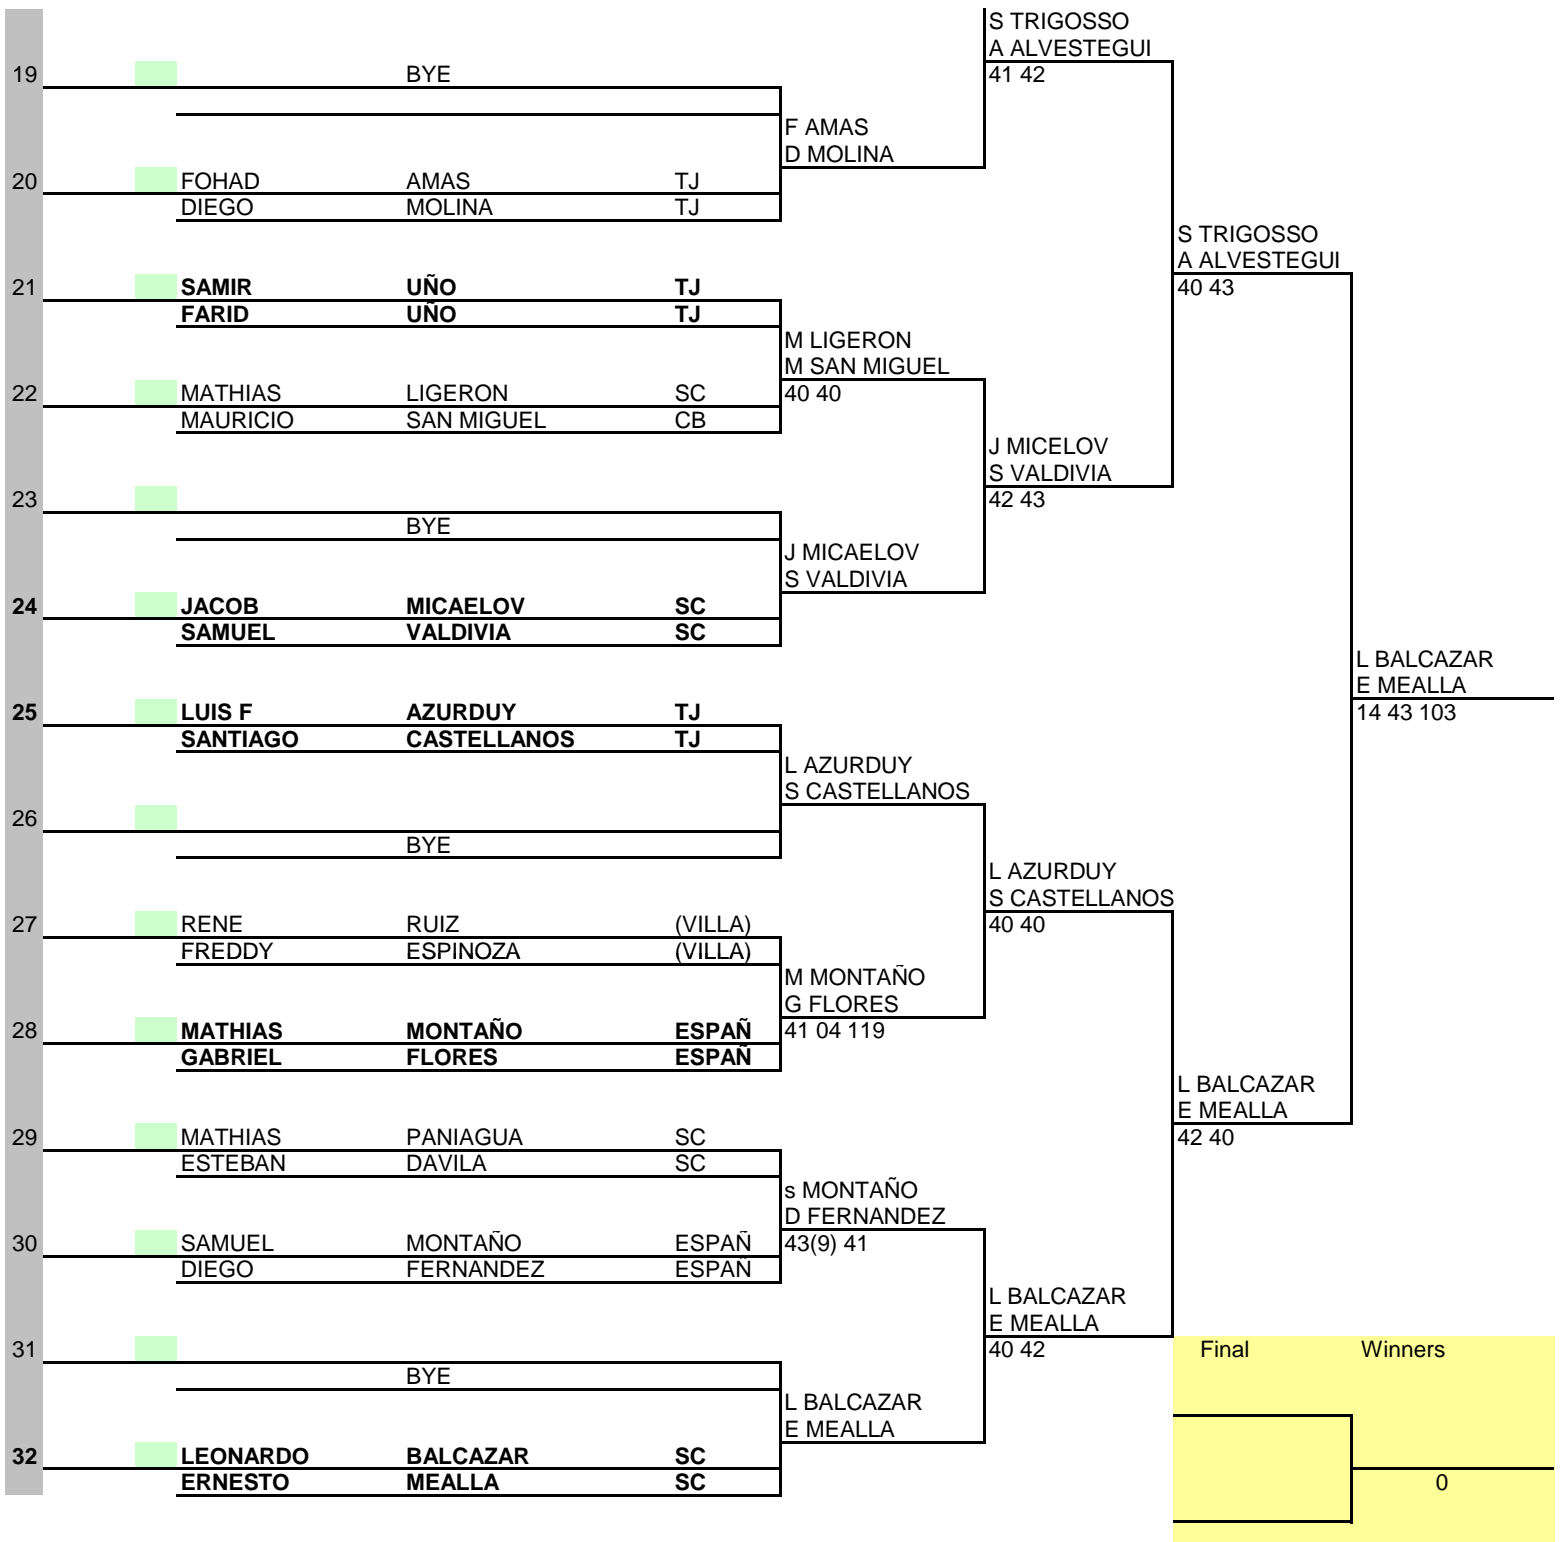 S TRIGOSSO
A ALVESTEGUI
19 BYE 41 42
F AMAS
D MOLINA
20 FOHAD AMAS TJ
DIEGO MOLINA TJ
S TRIGOSSO
A ALVESTEGUI
21 SAMIR UÑO TJ 40 43
FARID UÑO TJ
M LIGERON
M SAN MIGUEL
22 MATHIAS LIGERON SC 40 40
MAURICIO SAN MIGUEL CB
J MICELOV
S VALDIVIA
23 42 43
BYE
J MICAELOV
S VALDIVIA
24 JACOB MICAELOV SC
SAMUEL VALDIVIA SC
L BALCAZAR
E MEALLA
25 LUIS F AZURDUY TJ 14 43 103
SANTIAGO CASTELLANOS TJ
L AZURDUY
S CASTELLANOS
26
BYE
L AZURDUY
S CASTELLANOS
27 RENE RUIZ (VILLA) 40 40
FREDDY ESPINOZA (VILLA)
M MONTAÑO
G FLORES
28 MATHIAS MONTAÑO ESPAÑ 41 04 119
GABRIEL FLORES ESPAÑ
L BALCAZAR
E MEALLA
29 MATHIAS PANIAGUA SC 42 40
ESTEBAN DAVILA SC
s MONTAÑO
D FERNANDEZ
30 SAMUEL MONTAÑO ESPAÑ 43(9) 41
DIEGO FERNANDEZ ESPAÑ
L BALCAZAR
E MEALLA
31 40 42 Final Winners
BYE
L BALCAZAR
E MEALLA
32 LEONARDO BALCAZAR SC
ERNESTO MEALLA SC 0